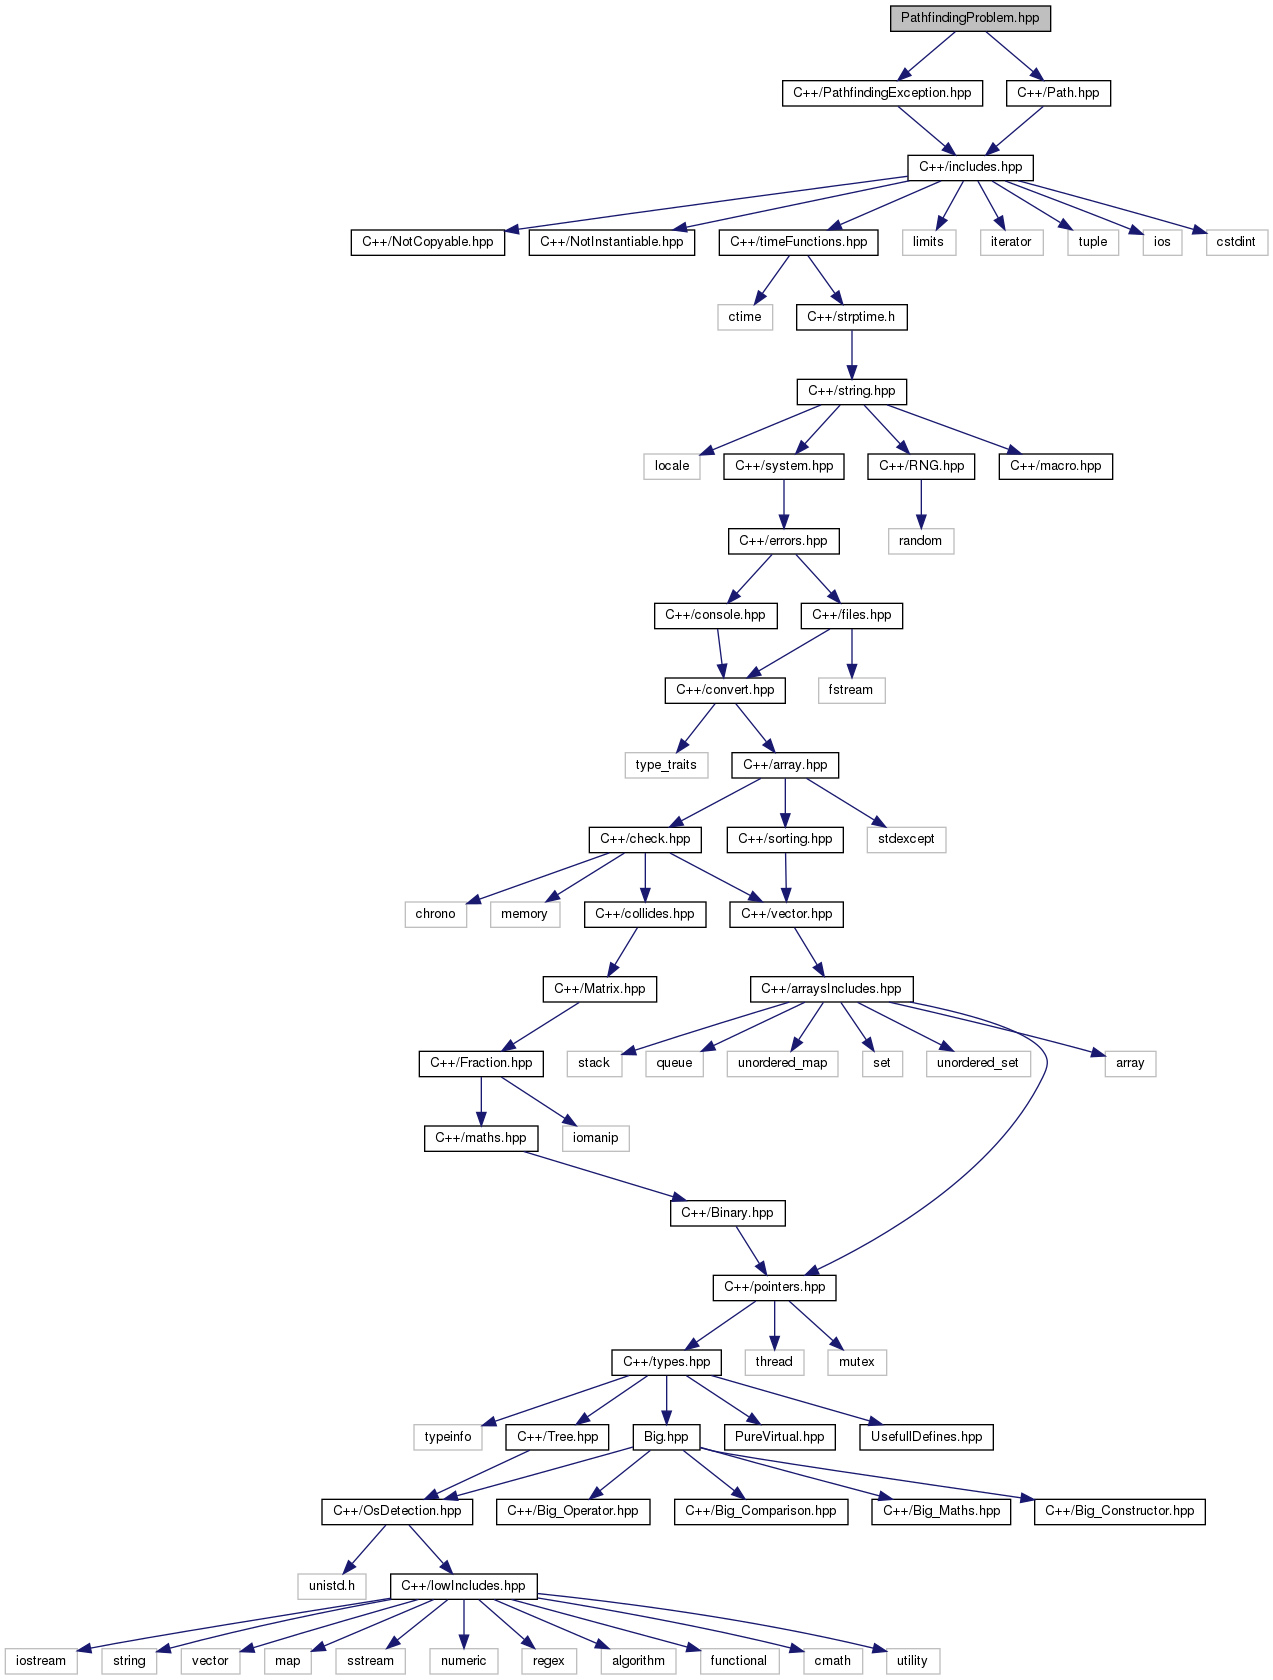 PathfindingProblem.hpp
C++/PathfindingException.hpp
C++/Path.hpp
C++/includes.hpp
C++/NotCopyable.hpp
C++/NotInstantiable.hpp
C++/timeFunctions.hpp
limits
iterator
tuple
ios
cstdint
ctime
C++/strptime.h
C++/string.hpp
locale
C++/system.hpp
C++/RNG.hpp
C++/macro.hpp
C++/errors.hpp
random
C++/console.hpp
C++/files.hpp
C++/convert.hpp
fstream
type_traits
C++/array.hpp
C++/check.hpp
C++/sorting.hpp
stdexcept
chrono
memory
C++/collides.hpp
C++/vector.hpp
C++/Matrix.hpp
C++/arraysIncludes.hpp
C++/Fraction.hpp
stack
queue
unordered_map
set
unordered_set
array
C++/maths.hpp
iomanip
C++/Binary.hpp
C++/pointers.hpp
C++/types.hpp
thread
mutex
typeinfo
C++/Tree.hpp
Big.hpp
PureVirtual.hpp
UsefullDefines.hpp
C++/OsDetection.hpp
C++/Big_Operator.hpp
C++/Big_Comparison.hpp
C++/Big_Maths.hpp
C++/Big_Constructor.hpp
unistd.h
C++/lowIncludes.hpp
iostream
string
vector
map
sstream
numeric
regex
algorithm
functional
cmath
utility